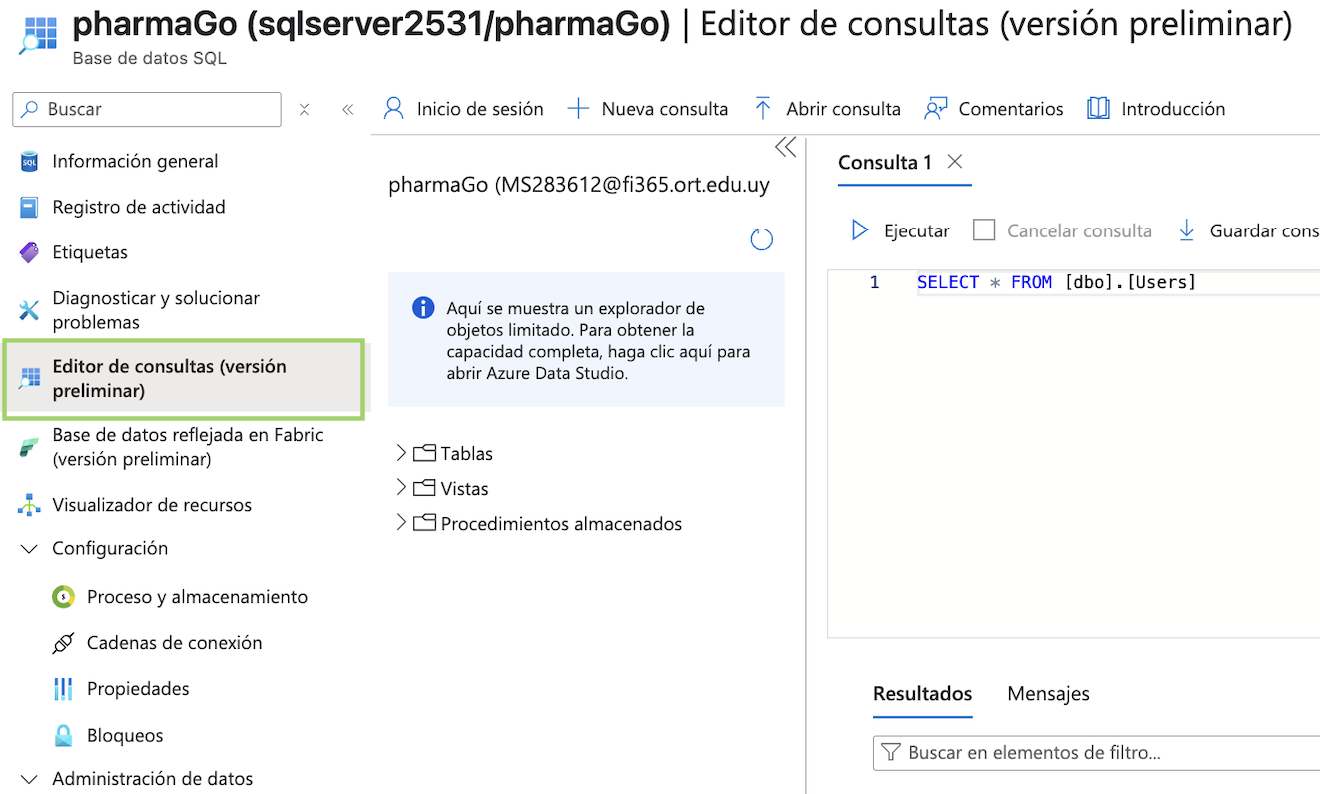 pharmaGo (sqlserver2531/pharmaGo) | Editor de consultas (versión preliminar)
Base de datos SQL
Buscar
Inicio de sesión
Nueva consulta
Abrir consulta
Comentarios
Introducción
SQL
Información general
Registro de actividad
Etiquetas
Diagnosticar y solucionar
problemas
Editor de consultas (versión
preliminar)
Base de datos reflejada en Fabric
(versión preliminar)
Visualizador de recursos
Configuración
Proceso y almacenamiento
Cadenas de conexión
Propiedades
Bloqueos
Administración de datos
pharmaGo (MS283612@fi365.ort.edu.uy
Aquí se muestra un explorador de
objetos limitado. Para obtener la
capacidad completa, haga clic aquí para
abrir Azure Data Studio.
Tablas
Vistas
Procedimientos almacenados
Consulta 1
Ejecutar
Cancelar consulta
Guardar cons
1 SELECT * FROM [dbo].[Users]
Resultados
Mensajes
Buscar en elementos de filtro...